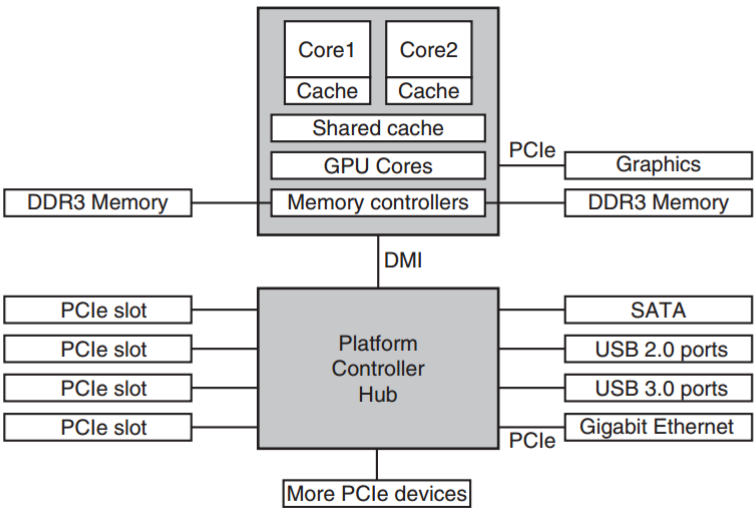 Core1
Core2
Cache
Cache
Shared cache
GPU Cores
PCIe
Graphics
DDR3 Memory
Memory controllers
DDR3 Memory
DMI
PCIe slot
SATA
PCIe slot
USB 2.0 ports
PCIe slot
USB 3.0 ports
PCIe slot
Gigabit Ethernet
Platform
Controller
Hub
PCIe
More PCIe devices